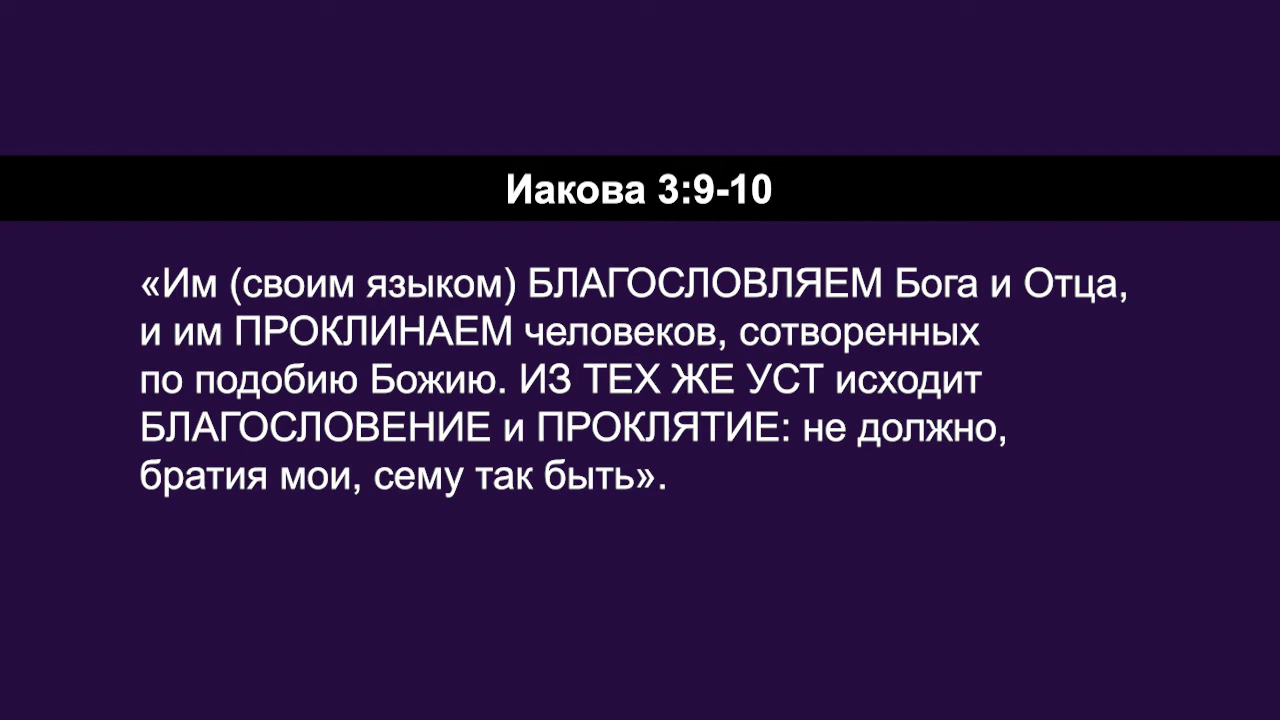 Иакова 3:9-10
«Им (своим языком) БЛАГОСЛОВЛЯЕМ Бога и Отца,
и им ПРОКЛИНАЕМ человеков, сотворенных
по подобию Божию. ИЗ ТЕХ ЖЕ УСТ исходит
БЛАГОСЛОВЕНИЕ и ПРОКЛЯТИЕ: не должно,
братия мои, сему так быть».